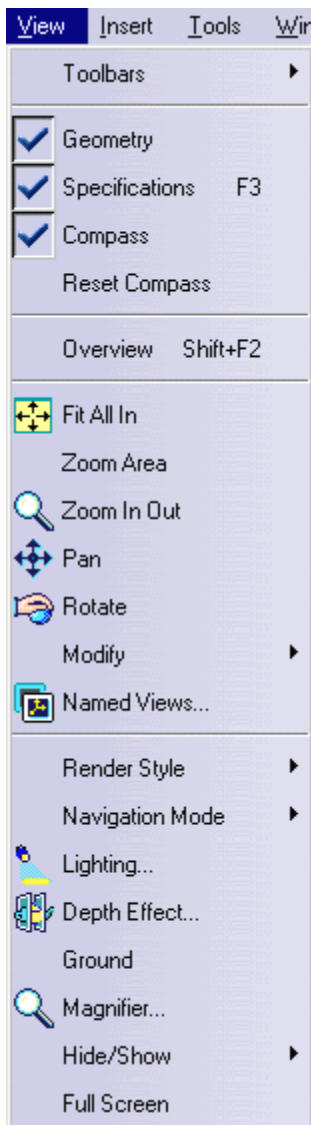 View Insert Tools Wir
Toolbars
Geometry
Specifications F3
Compass
Reset Compass
Overview Shift+F2
Fit All In
Zoom Area
Zoom In Out
Pan
Rotate
Modify
Named Views...
Render Style
Navigation Mode
Lighting...
Depth Effect...
Ground
Magnifier...
Hide/Show
Full Screen